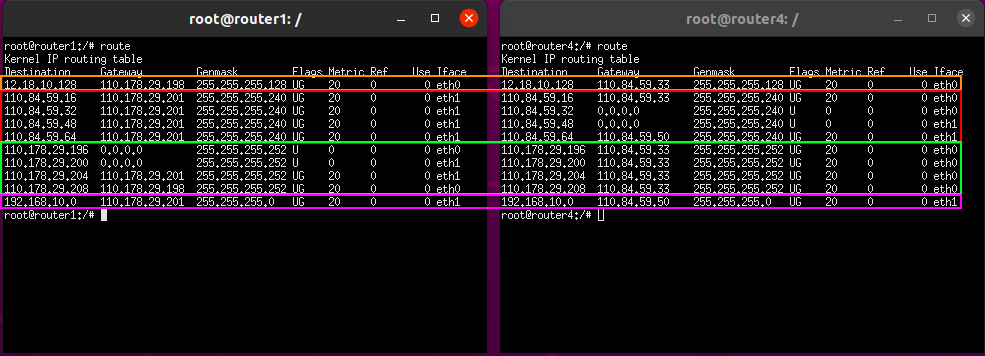 root@router1: /
root@router1:/# route
Kernel IP routing table
Destination Gateway Genmask Flags Metric Ref Use Iface
12.18.10.128 110.178.29.198 255.255.255.128 UG 20 0 0 eth0
110.84.59.16 110.178.29.201 255.255.255.240 UG 20 0 0 eth1
110.84.59.32 110.178.29.201 255.255.255.240 UG 20 0 0 eth1
110.84.59.48 110.178.29.201 255.255.255.240 UG 20 0 0 eth1
110.84.59.64 110.178.29.201 255.255.255.240 UG 20 0 0 eth1
110.178.29.196 0.0.0.0 255.255.255.252 U 0 0 0 eth0
110.178.29.200 0.0.0.0 255.255.255.252 U 0 0 0 eth1
110.178.29.204 110.178.29.201 255.255.255.252 UG 20 0 0 eth1
110.178.29.208 110.178.29.198 255.255.255.252 UG 20 0 0 eth0
192.168.10.0 110.178.29.201 255.255.255.0 UG 20 0 0 eth1
root@router1:/#
root@router4: /
root@router4:/# route
Kernel IP routing table
Destination Gateway Genmask Flags Metric Ref Use Iface
12.18.10.128 110.84.59.33 255.255.255.128 UG 20 0 0 eth0
110.84.59.16 110.84.59.33 255.255.255.240 UG 20 0 0 eth0
110.84.59.32 0.0.0.0 255.255.255.240 U 0 0 0 eth0
110.84.59.48 0.0.0.0 255.255.255.240 U 0 0 0 eth1
110.84.59.64 110.84.59.50 255.255.255.240 UG 20 0 0 eth1
110.178.29.196 110.84.59.33 255.255.255.252 UG 20 0 0 eth0
110.178.29.200 110.84.59.33 255.255.255.252 UG 20 0 0 eth0
110.178.29.204 110.84.59.33 255.255.255.252 UG 20 0 0 eth0
110.178.29.208 110.84.59.33 255.255.255.252 UG 20 0 0 eth0
192.168.10.0 110.84.59.50 255.255.255.0 UG 20 0 0 eth1
root@router4:/#